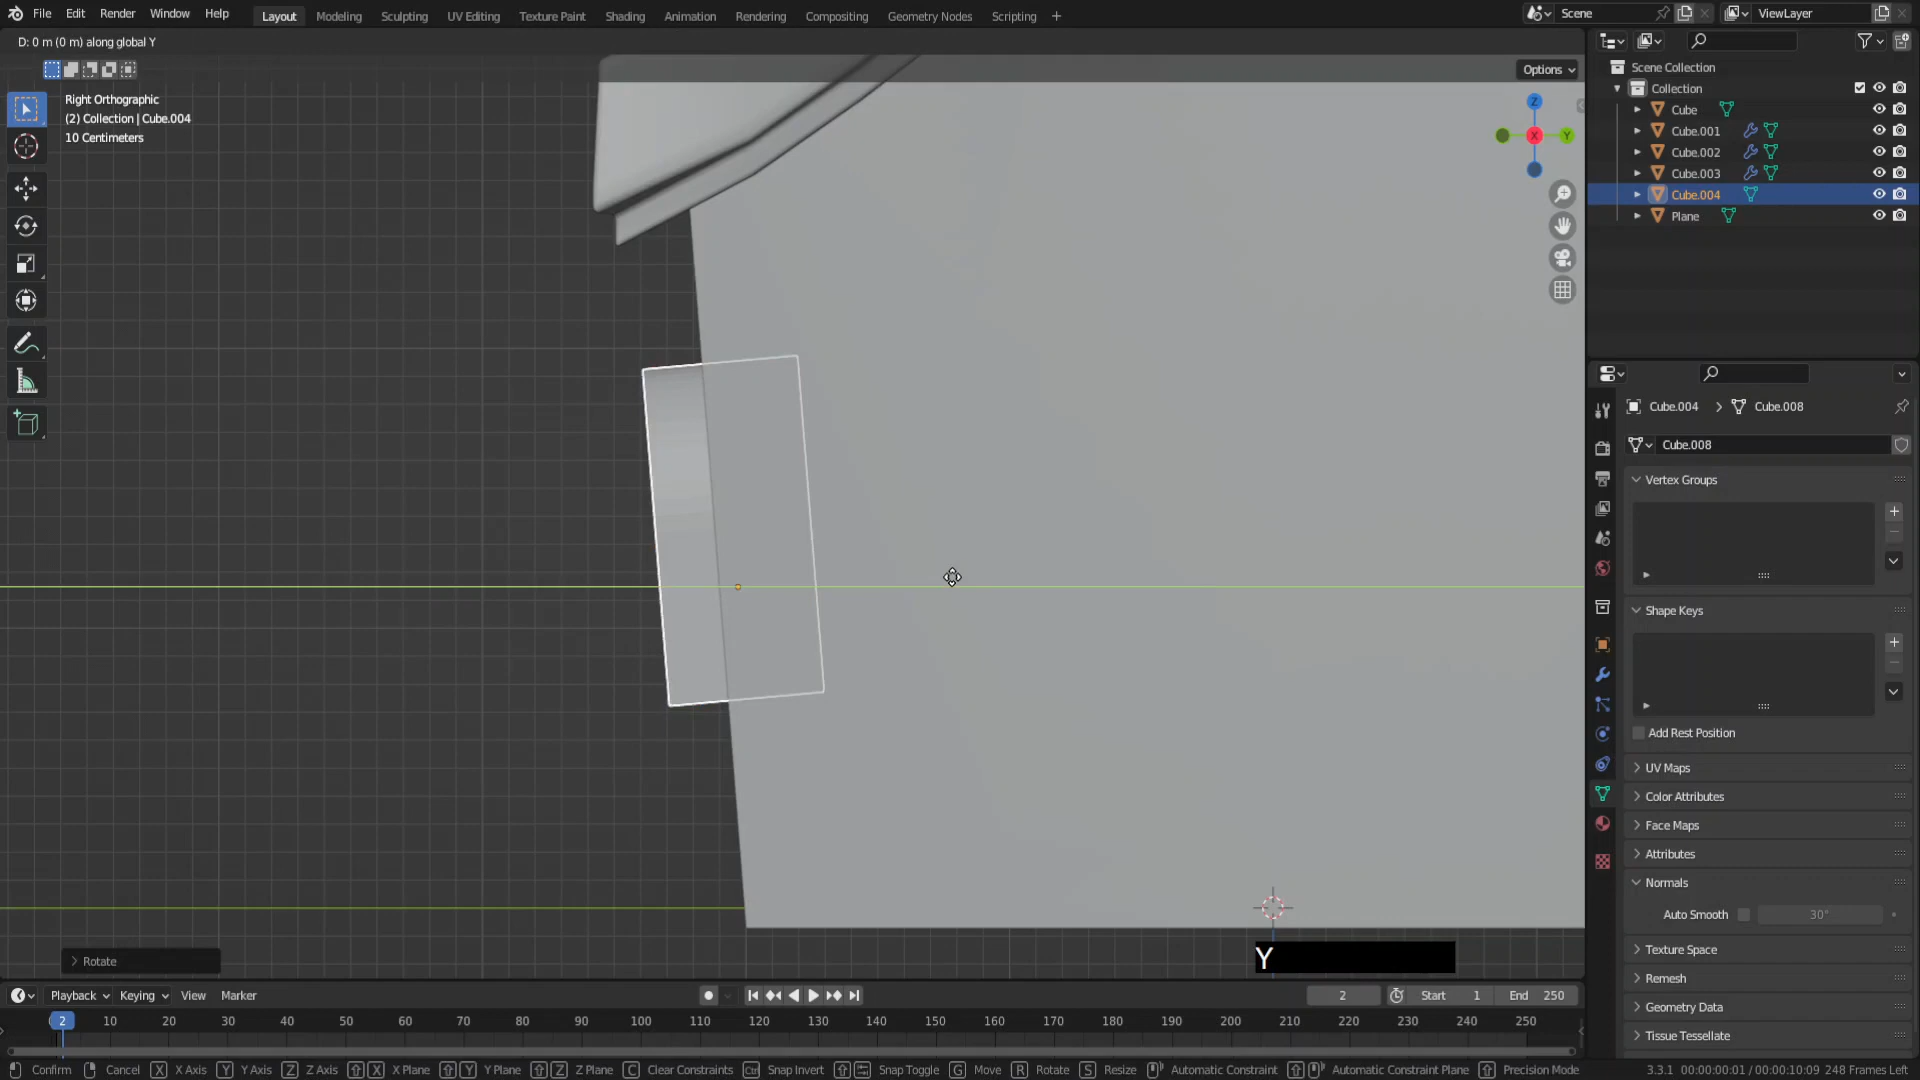 File Edit Render Window Help Layout Modeling Sculpting UV Editing Texture Paint Shading Animation Rendering Compositing Geometry Nodes Scripting + Scene ViewLayer
D: 0 m (0 m) along global Y
Options
Right Orthographic
(2) Collection | Cube.004
10 Centimeters
Z
Y
X
Scene Collection
Collection
Cube
Cube.001
Cube.002
Cube.003
Cube.004
Plane
Cube.004 > Cube.008
Cube.008
Vertex Groups
Shape Keys
Add Rest Position
UV Maps
Color Attributes
Face Maps
Attributes
Normals
Auto Smooth 30°
Texture Space
Remesh
Geometry Data
Tissue Tessellate
Y
Rotate
Playback Keying View Marker 2 Start 1 End 250
2 10 20 30 40 50 60 70 80 90 100 110 120 130 140 150 160 170 180 190 200 210 220 230 240 250
Confirm Cancel X X Axis Y Y Axis Z Z Axis X X Plane Y Y Plane Z Z Plane C Clear Constraints Ctrl Snap Invert Snap Toggle G Move R Rotate S Resize Automatic Constraint Automatic Constraint Plane Precision Mode 3.3.1 00:00:00:01 / 00:00:10:09 248 Frames Left